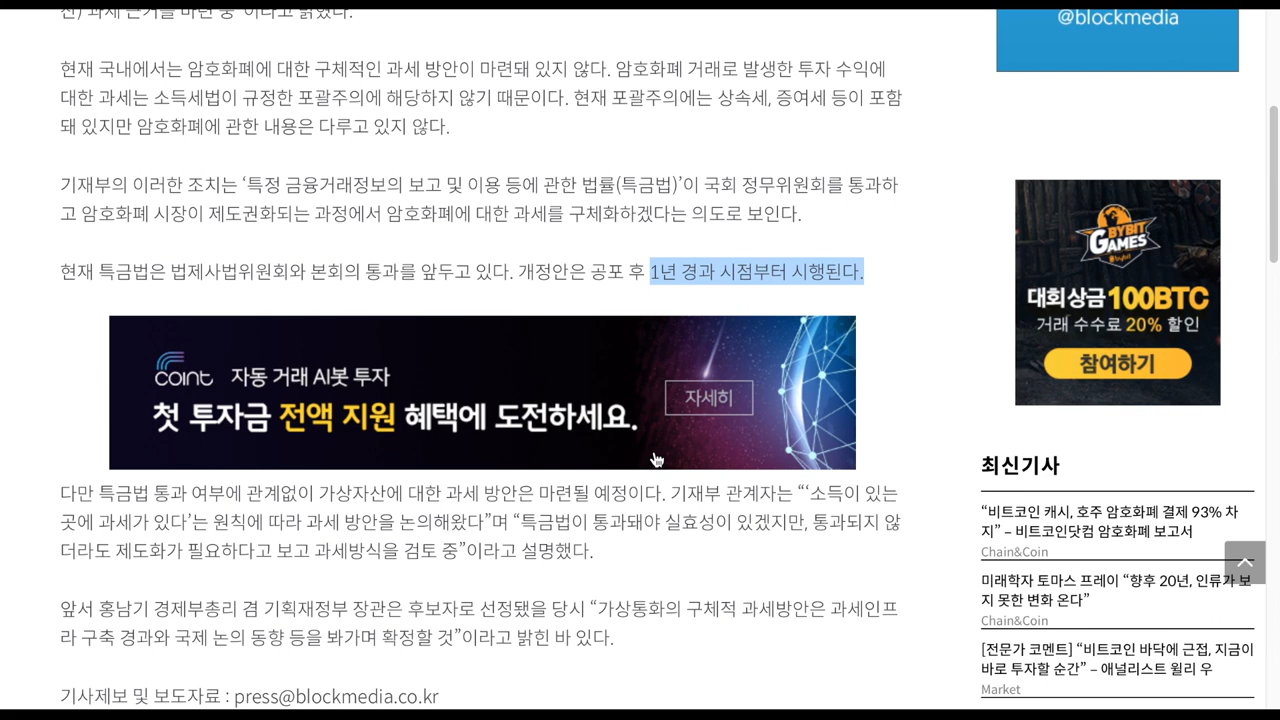 신) 과세 근거를 마련 중”이라고 밝혔다.
현재 국내에서는 암호화폐에 대한 구체적인 과세 방안이 마련돼 있지 않다. 암호화폐 거래로 발생한 투자 수익에
대한 과세는 소득세법이 규정한 포괄주의에 해당하지 않기 때문이다. 현재 포괄주의에는 상속세, 증여세 등이 포함
돼 있지만 암호화폐에 관한 내용은 다루고 있지 않다.
기재부의 이러한 조치는 ‘특정 금융거래정보의 보고 및 이용 등에 관한 법률(특금법)’이 국회 정무위원회를 통과하
고 암호화폐 시장이 제도권화되는 과정에서 암호화폐에 대한 과세를 구체화하겠다는 의도로 보인다.
현재 특금법은 법제사법위원회와 본회의 통과를 앞두고 있다. 개정안은 공포 후 1년 경과 시점부터 시행된다.
coint 자동 거래 AI봇 투자
첫 투자금 전액 지원 혜택에 도전하세요.
자세히
다만 특금법 통과 여부에 관계없이 가상자산에 대한 과세 방안은 마련될 예정이다. 기재부 관계자는 “‘소득이 있는
곳에 과세가 있다’는 원칙에 따라 과세 방안을 논의해왔다”며 “특금법이 통과돼야 실효성이 있겠지만, 통과되지 않
더라도 제도화가 필요하다고 보고 과세방식을 검토 중”이라고 설명했다.
앞서 홍남기 경제부총리 겸 기획재정부 장관은 후보자로 선정됐을 당시 “가상통화의 구체적 과세방안은 과세인프
라 구축 경과와 국제 논의 동향 등을 봐가며 확정할 것”이라고 밝힌 바 있다.
기사제보 및 보도자료 : press@blockmedia.co.kr
@blockmedia
BYBIT
GAMES
대회상금 100BTC
거래 수수료 20% 할인
참여하기
최신기사
“비트코인 캐시, 호주 암호화폐 결제 93% 차
지” – 비트코인닷컴 암호화폐 보고서
Chain&Coin
미래학자 토마스 프레이 “향후 20년, 인류가 보
지 못한 변화 온다”
Chain&Coin
[전문가 코멘트] “비트코인 바닥에 근접, 지금이
바로 투자할 순간” – 애널리스트 윌리 우
Market